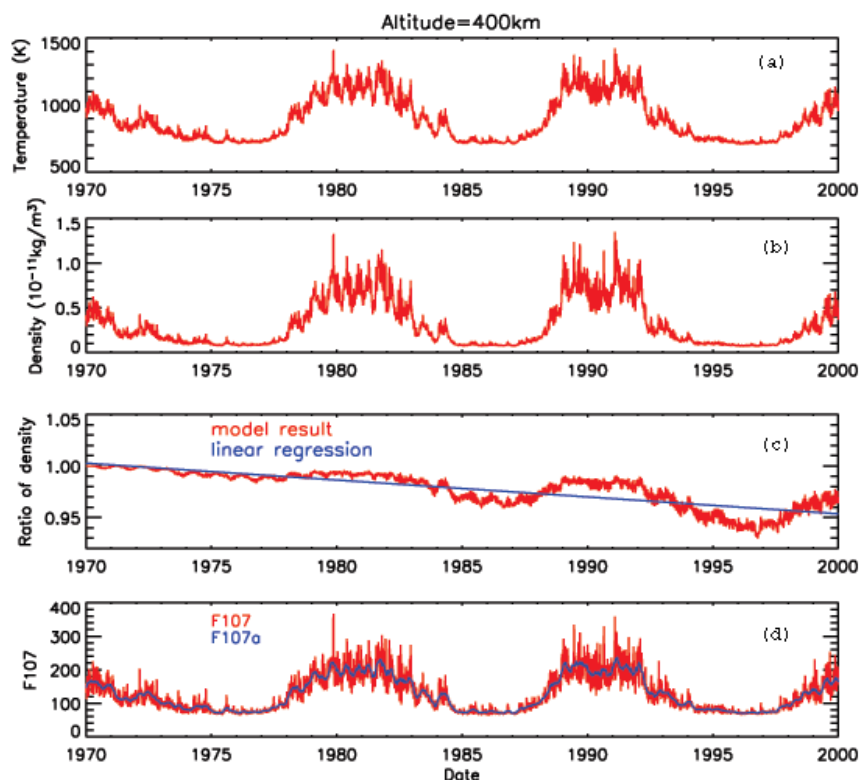 Altitude=400km
Temperature (K)
1500
1000
500
(a)
1970 1975 1980 1985 1990 1995 2000
Density (10⁻¹¹kg/m³)
1.5
1.0
0.5
0
(b)
1970 1975 1980 1985 1990 1995 2000
Ratio of density
1.05
1.00
0.95
model result
linear regression
(c)
1970 1975 1980 1985 1990 1995 2000
F107
400
300
200
100
0
F107
F107a
(d)
1970 1975 1980 1985 1990 1995 2000
Date